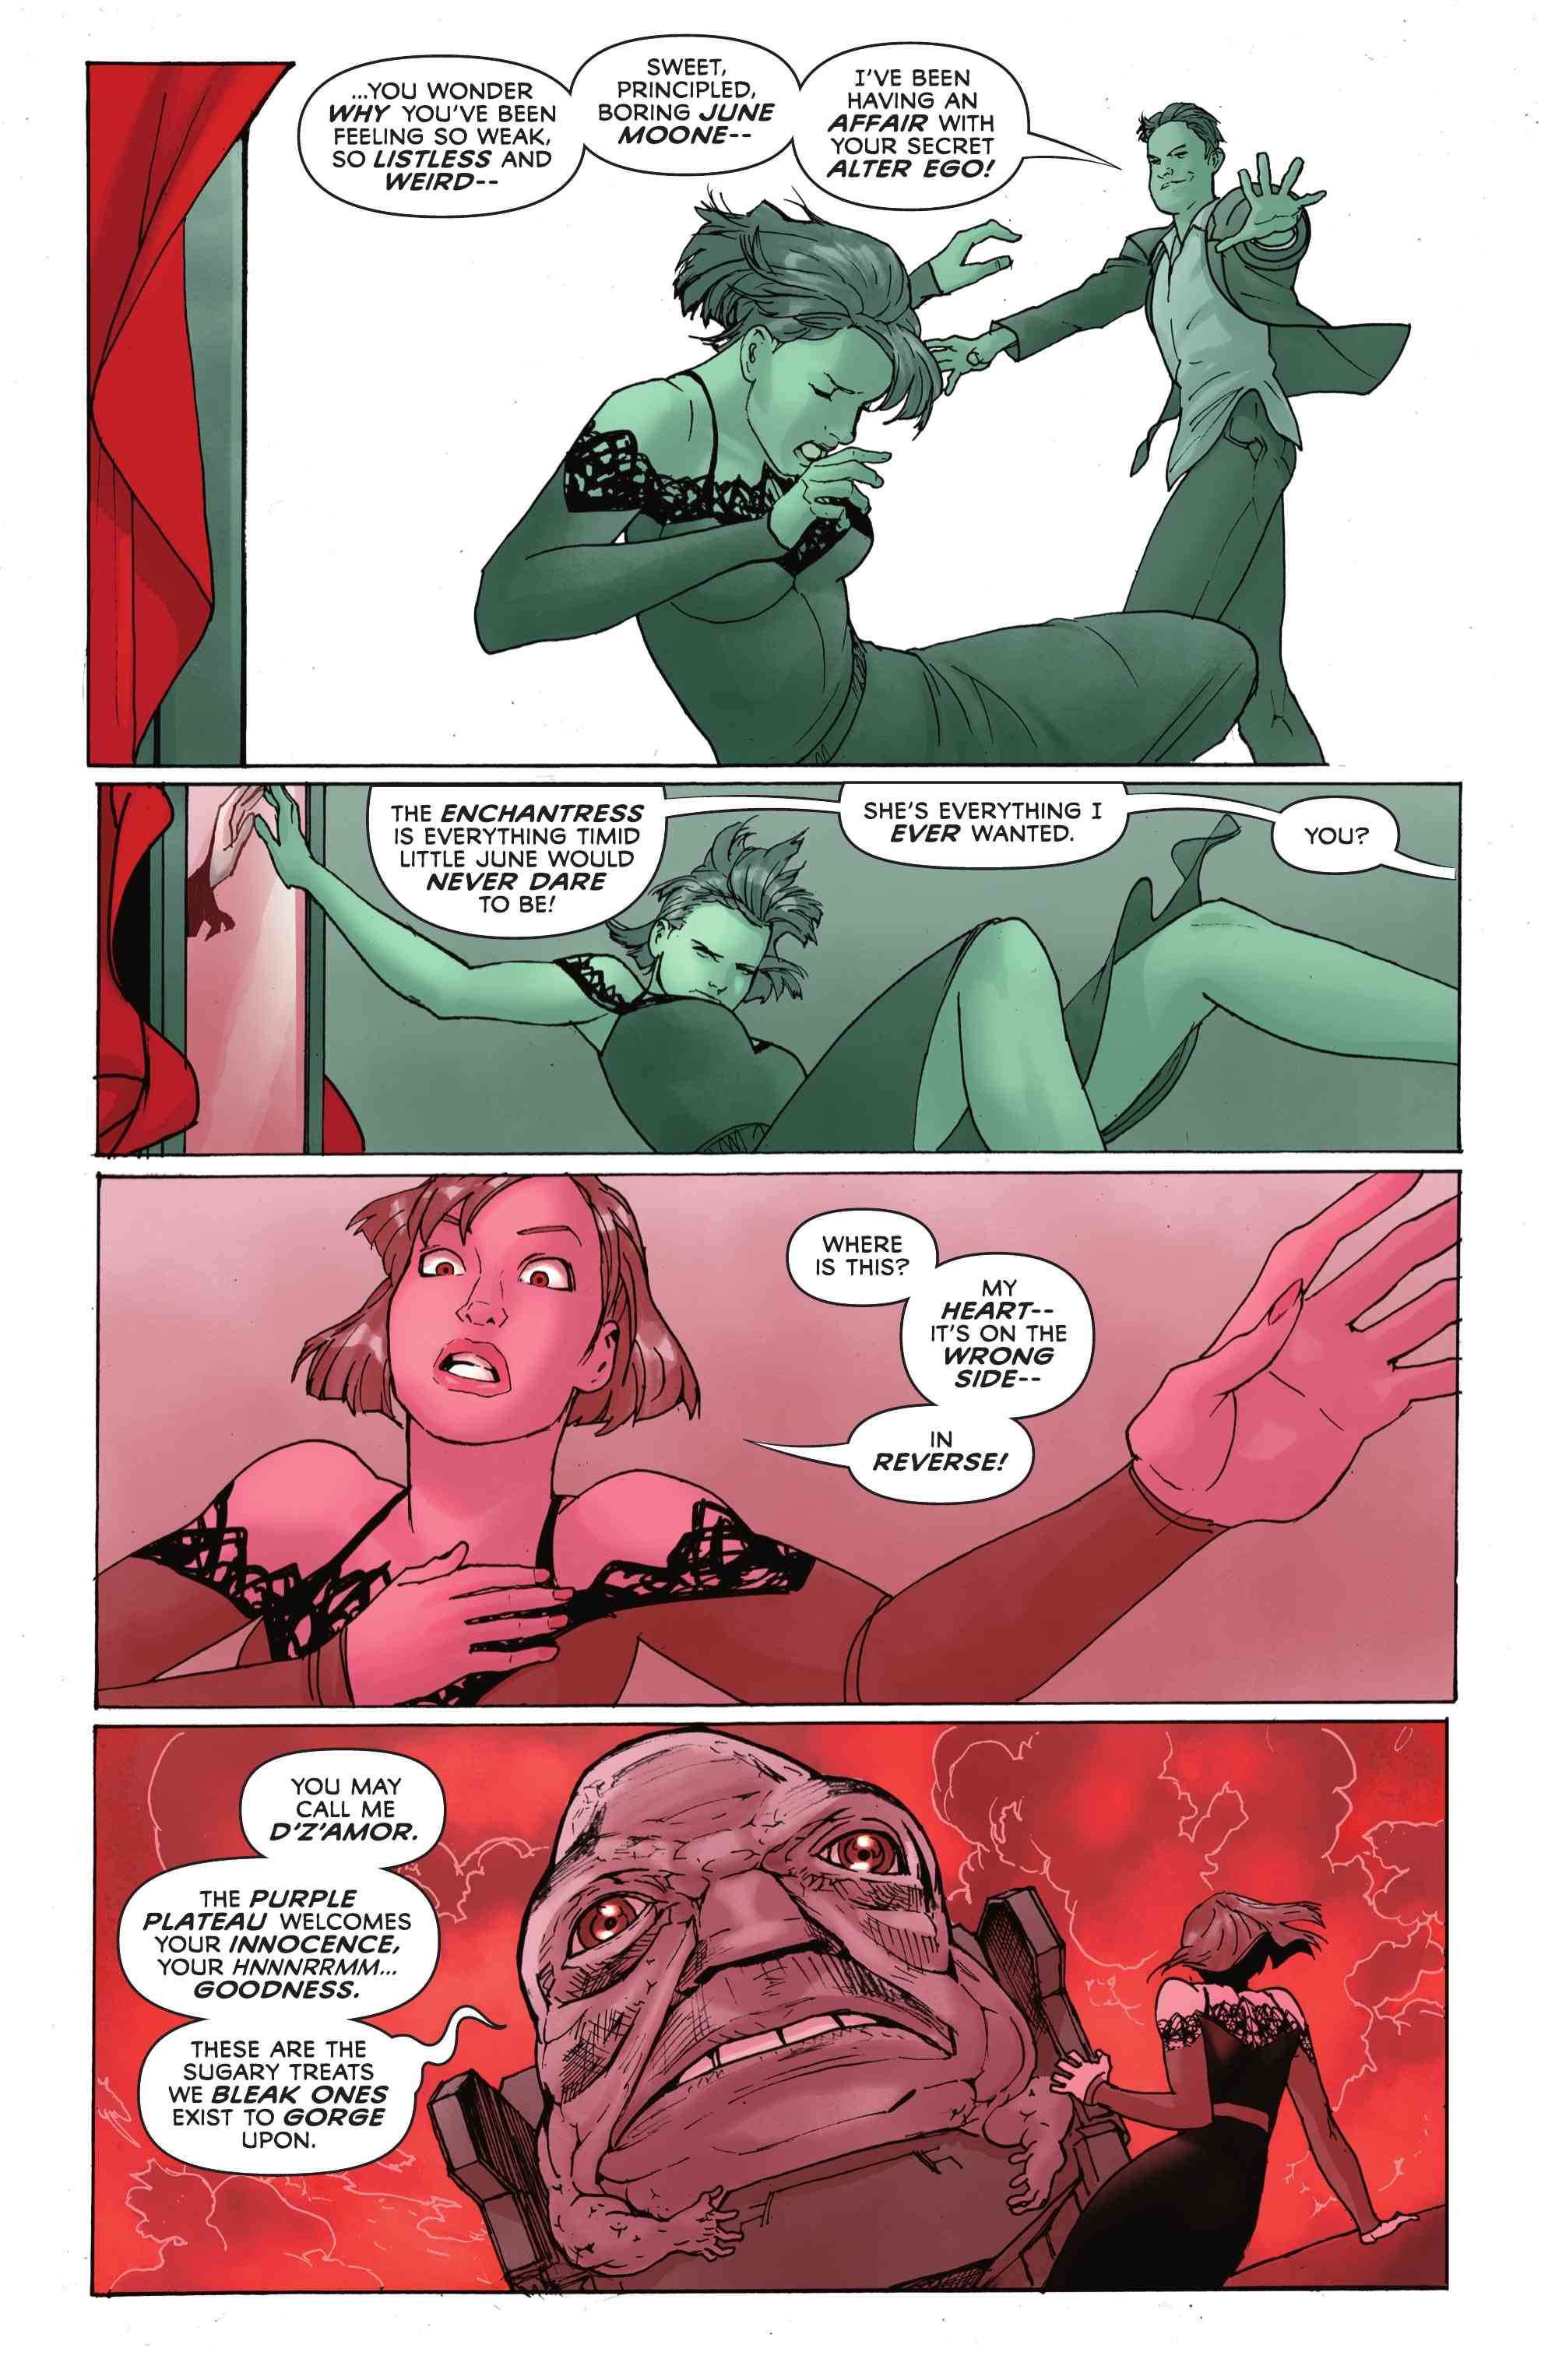 ...YOU WONDER
WHY YOU'VE BEEN
FEELING SO WEAK,
SO LISTLESS AND
WEIRD--
SWEET,
PRINCIPLED,
BORING JUNE
MOONE--
I'VE BEEN
HAVING AN
AFFAIR WITH
YOUR SECRET
ALTER EGO!
THE ENCHANTRESS
IS EVERYTHING TIMID
LITTLE JUNE WOULD
NEVER DARE
TO BE!
SHE'S EVERYTHING I
EVER WANTED.
YOU?
WHERE
IS THIS?
MY
HEART--
IT'S ON THE
WRONG
SIDE--
IN
REVERSE!
YOU MAY
CALL ME
D'Z'AMOR.
THE PURPLE
PLATEAU WELCOMES
YOUR INNOCENCE,
YOUR HNNNRRMM...
GOODNESS.
THESE ARE THE
SUGARY TREATS
WE BLEAK ONES
EXIST TO GORGE
UPON.